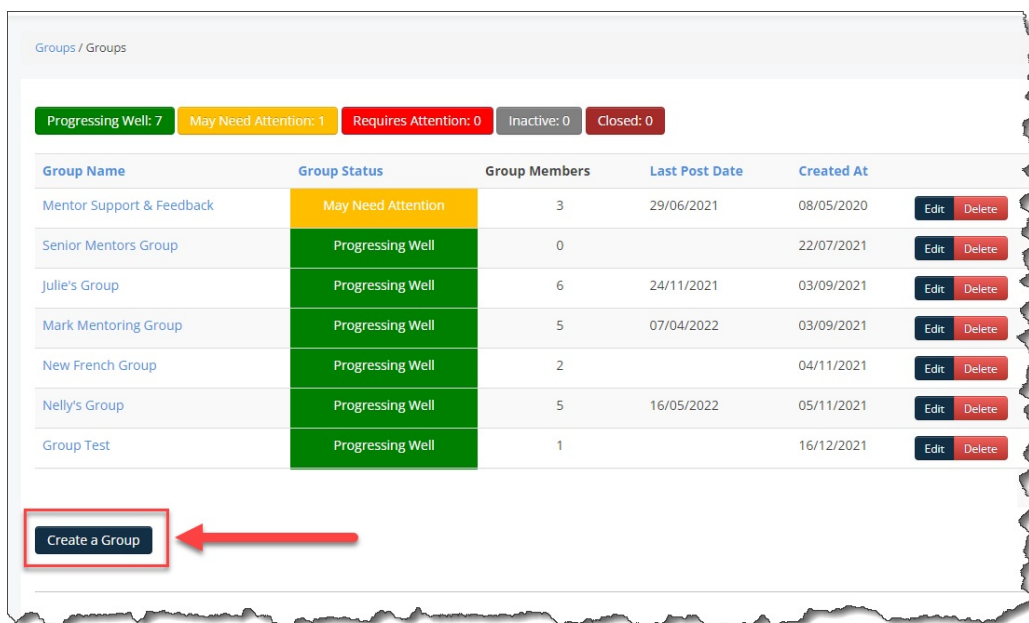 Groups / Groups
Progressing Well: 7 May Need Attention: 1 Requires Attention: 0 Inactive: 0 Closed: 0
Group Name Group Status Group Members Last Post Date Created At
Mentor Support & Feedback May Need Attention 3 29/06/2021 08/05/2020 Edit Delete
Senior Mentors Group Progressing Well 0 22/07/2021 Edit Delete
Julie's Group Progressing Well 6 24/11/2021 03/09/2021 Edit Delete
Mark Mentoring Group Progressing Well 5 07/04/2022 03/09/2021 Edit Delete
New French Group Progressing Well 2 04/11/2021 Edit Delete
Nelly's Group Progressing Well 5 16/05/2022 05/11/2021 Edit Delete
Group Test Progressing Well 1 16/12/2021 Edit Delete
Create a Group